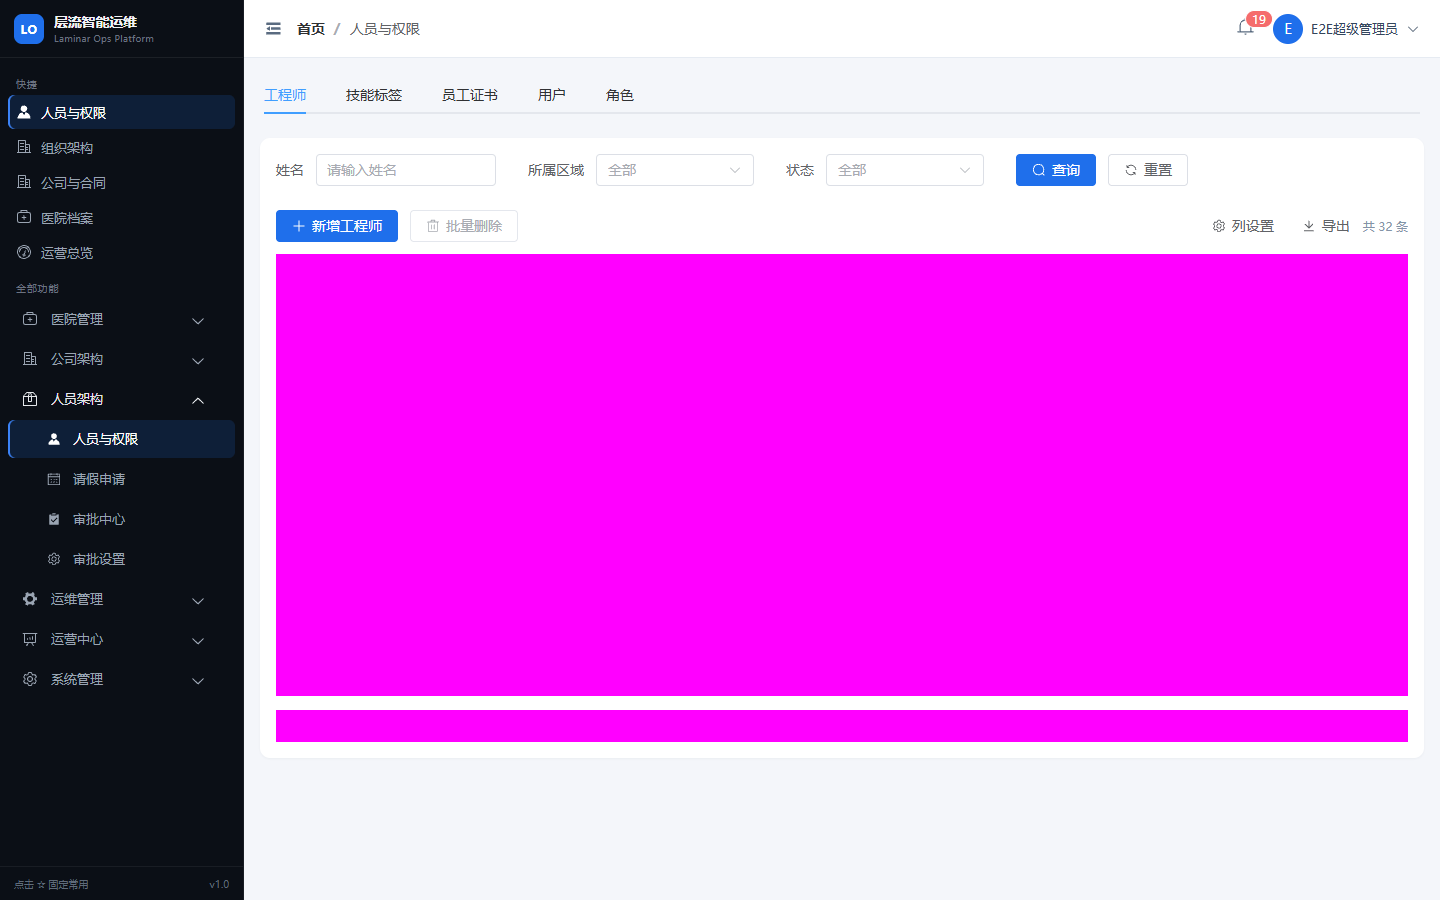 LO 层流智能运维
Laminar Ops Platform
快捷
人员与权限
组织架构
公司与合同
医院档案
运营总览
全部功能
医院管理
公司架构
人员架构
人员与权限
请假申请
审批中心
审批设置
运维管理
运营中心
系统管理
点击 ☆ 固定常用 v1.0
首页 / 人员与权限 19 E E2E超级管理员
工程师 技能标签 员工证书 用户 角色
姓名 请输入姓名 所属区域 全部 状态 全部 查询 重置
新增工程师 批量删除 列设置 导出 共 32 条